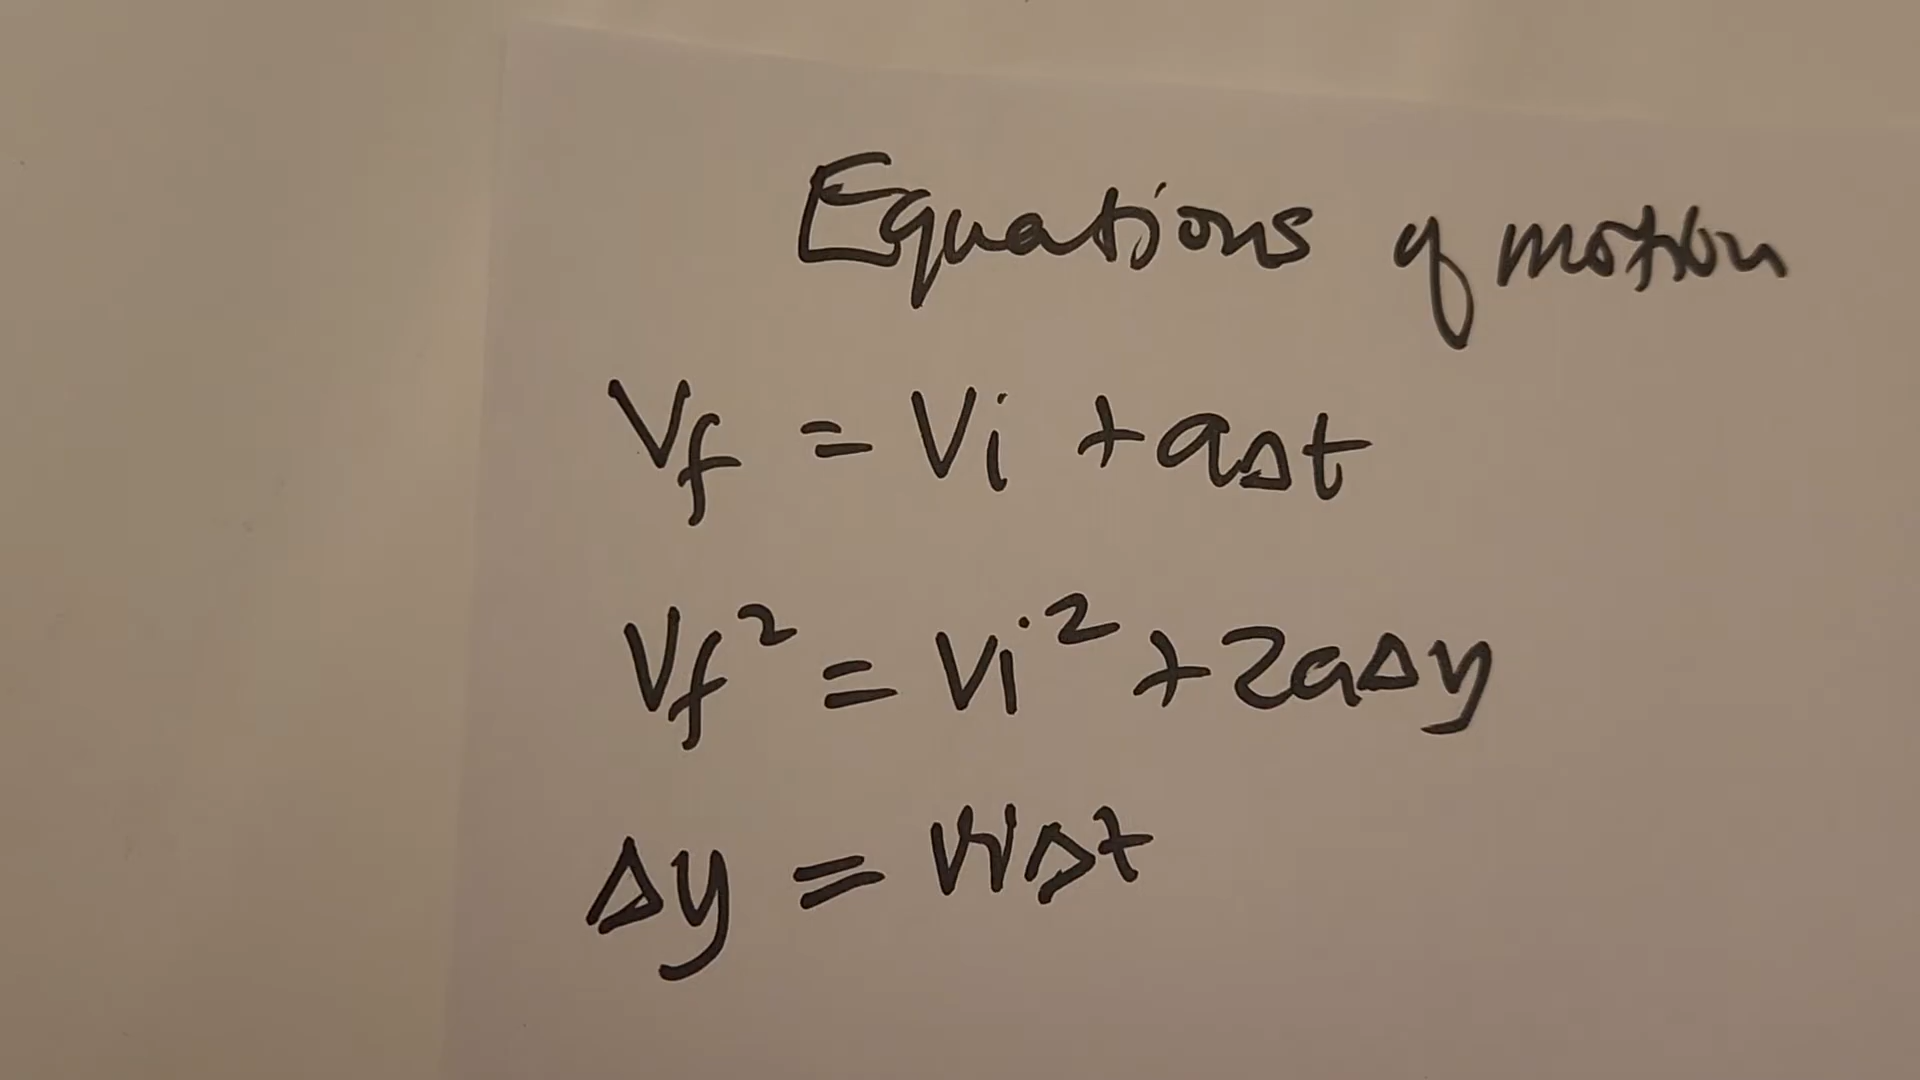 Equations of motion
Vf = Vi + aΔt
Vf² = Vi² + 2aΔy
Δy = ViΔt